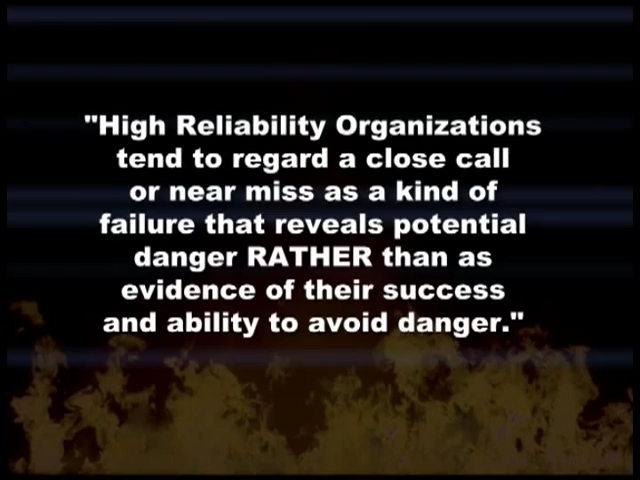 "High Reliability Organizations
tend to regard a close call
or near miss as a kind of
failure that reveals potential
danger RATHER than as
evidence of their success
and ability to avoid danger."